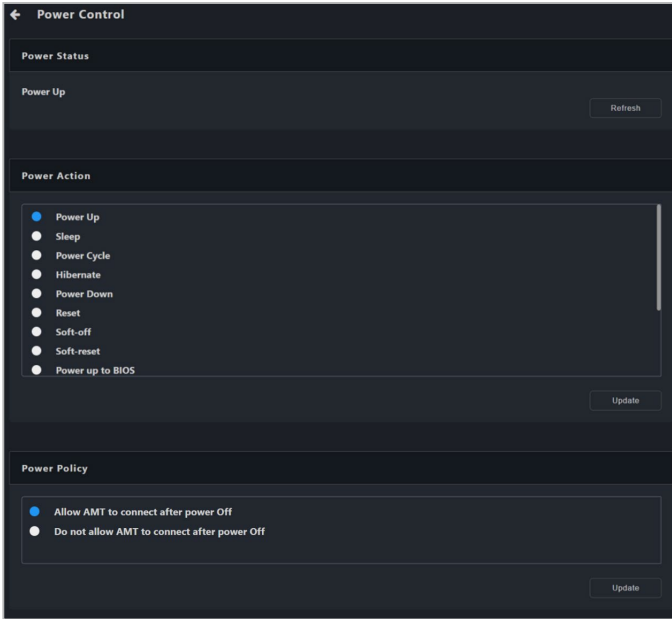 Power Control
Power Status
Power Up
Refresh
Power Action
Power Up
Sleep
Power Cycle
Hibernate
Power Down
Reset
Soft-off
Soft-reset
Power up to BIOS
Update
Power Policy
Allow AMT to connect after power Off
Do not allow AMT to connect after power Off
Update